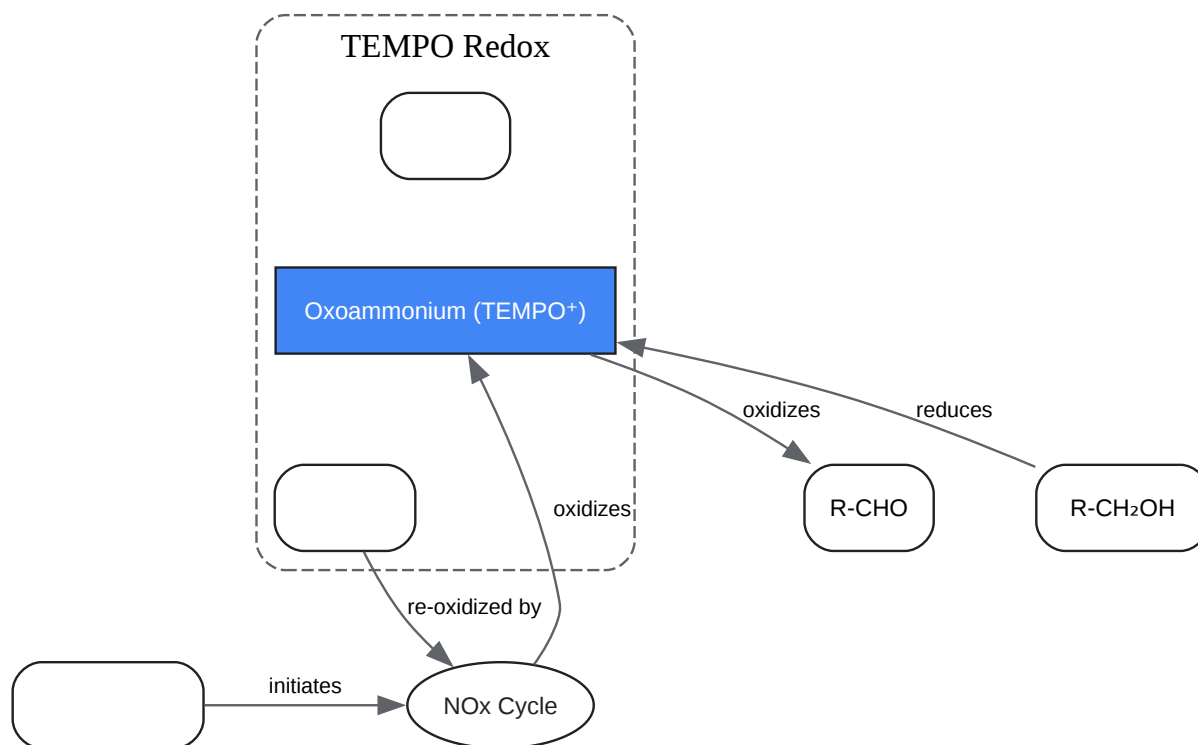 TEMPO Redox
Oxoammonium (TEMPO⁺)
oxidizes
reduces
R-CHO
R-CH₂OH
oxidizes
re-oxidized by
initiates
NOx Cycle